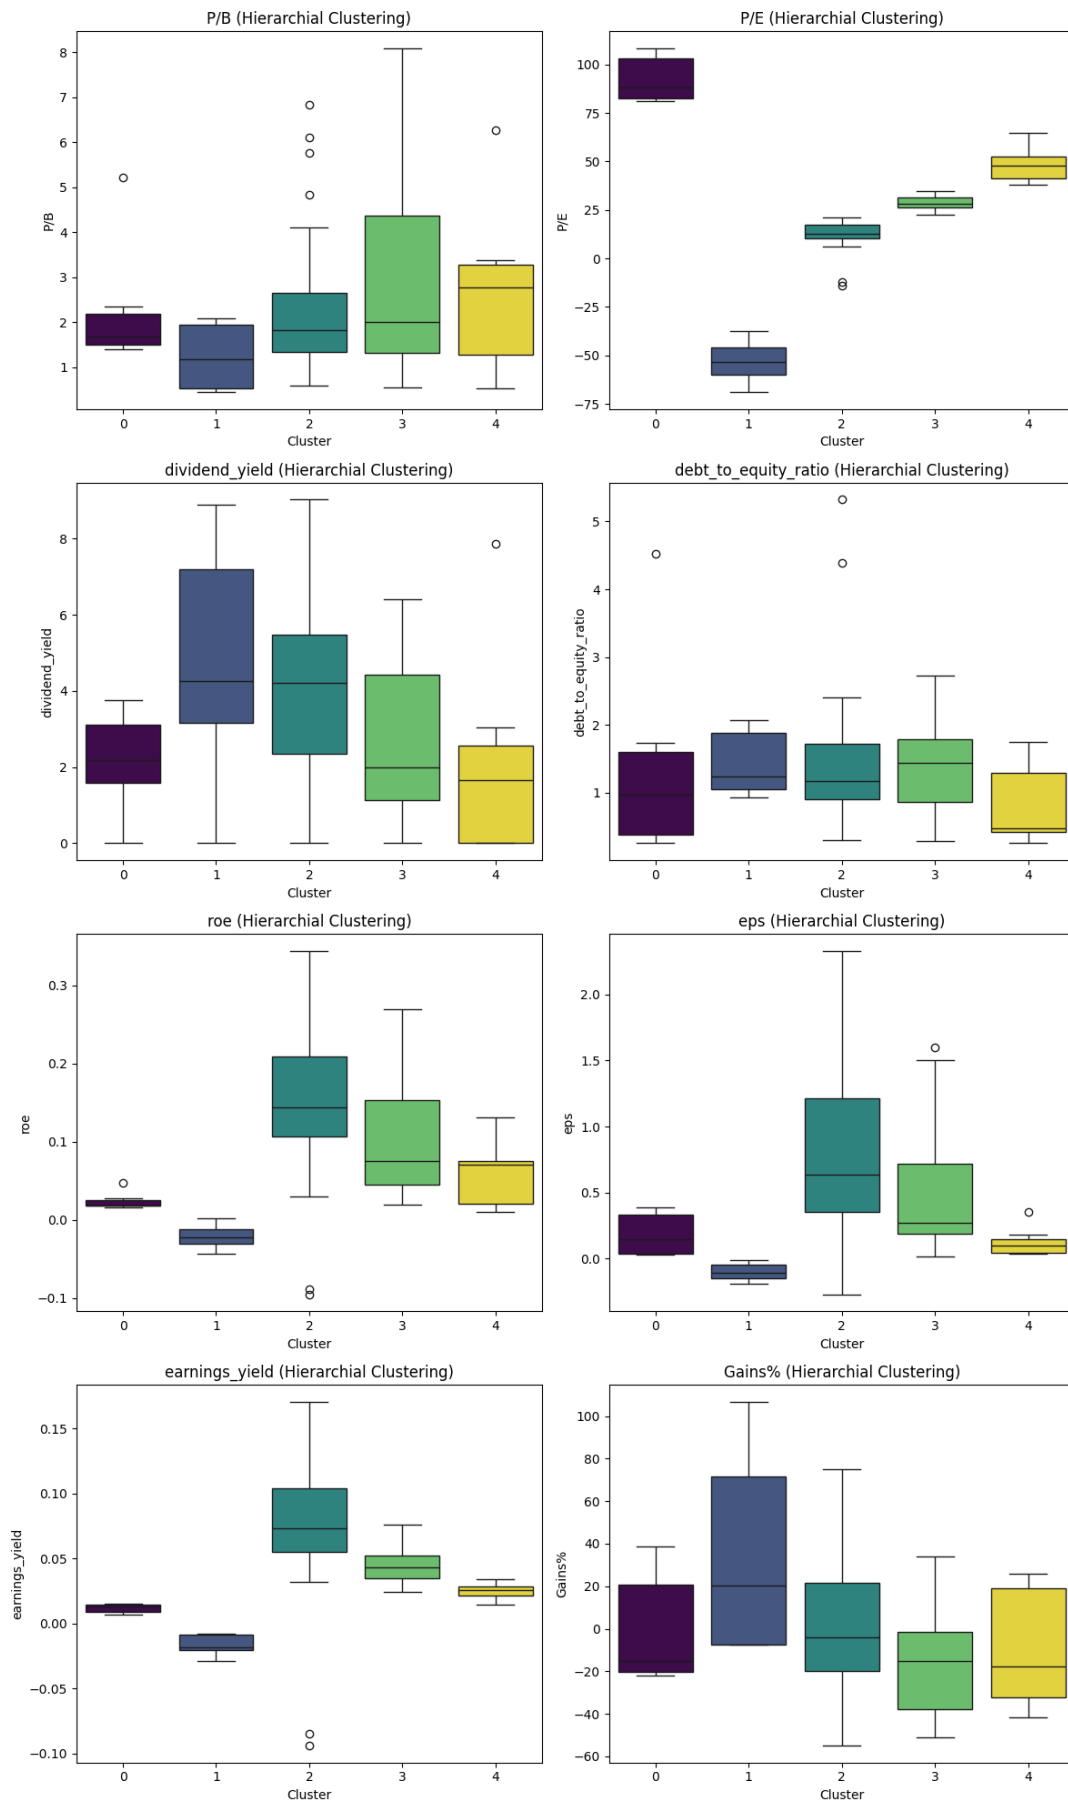 P/B (Hierarchial Clustering)
8
7
6
5
4
3
2
1
P/B
0 1 2 3 4
Cluster
P/E (Hierarchial Clustering)
100
75
50
25
0
−25
−50
−75
P/E
0 1 2 3 4
Cluster
dividend_yield (Hierarchial Clustering)
8
6
4
2
0
dividend_yield
0 1 2 3 4
Cluster
debt_to_equity_ratio (Hierarchial Clustering)
5
4
3
2
1
debt_to_equity_ratio
0 1 2 3 4
Cluster
roe (Hierarchial Clustering)
0.3
0.2
0.1
0.0
−0.1
roe
0 1 2 3 4
Cluster
eps (Hierarchial Clustering)
2.0
1.5
1.0
0.5
0.0
eps
0 1 2 3 4
Cluster
earnings_yield (Hierarchial Clustering)
0.15
0.10
0.05
0.00
−0.05
−0.10
earnings_yield
0 1 2 3 4
Cluster
Gains% (Hierarchial Clustering)
100
80
60
40
20
0
−20
−40
−60
Gains%
0 1 2 3 4
Cluster